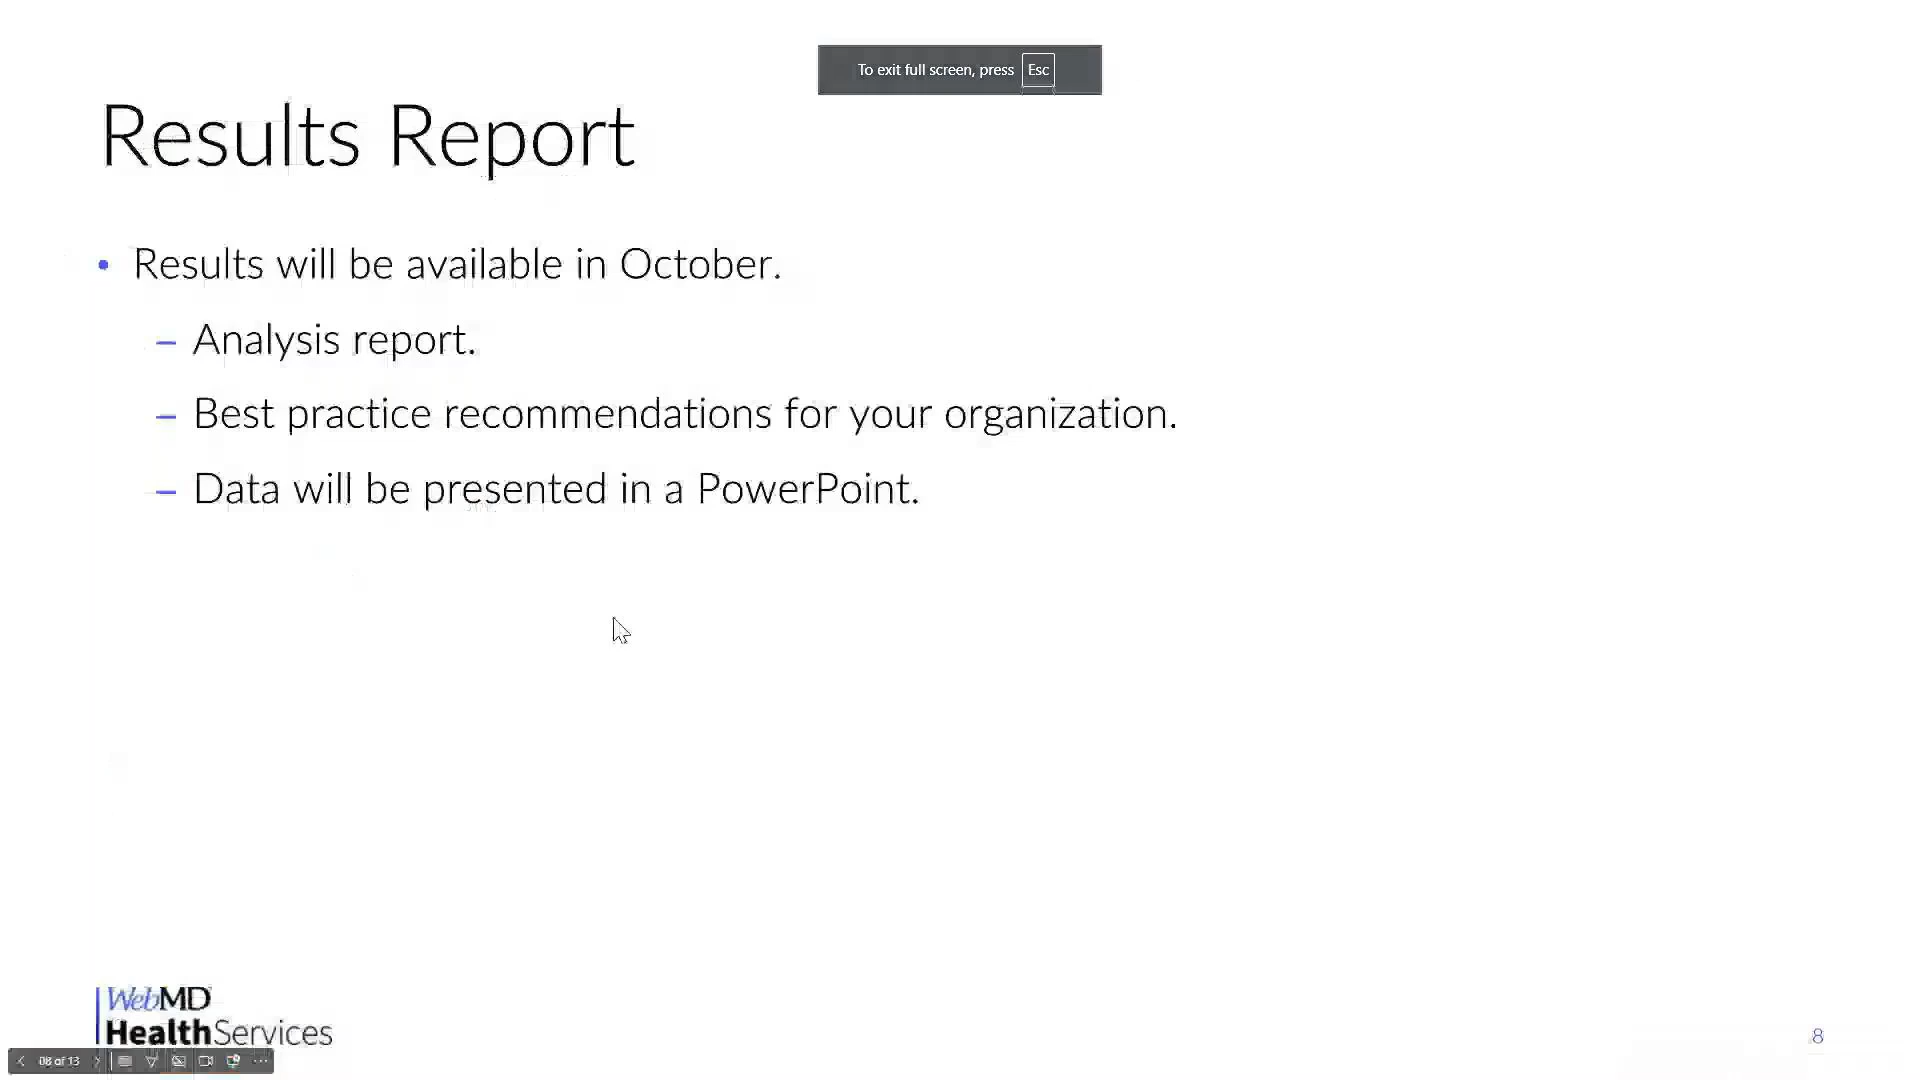 To exit full screen, press Esc
Results Report
• Results will be available in October.
– Analysis report.
– Best practice recommendations for your organization.
– Data will be presented in a PowerPoint.
WebMD
HealthServices
8
08 of 13